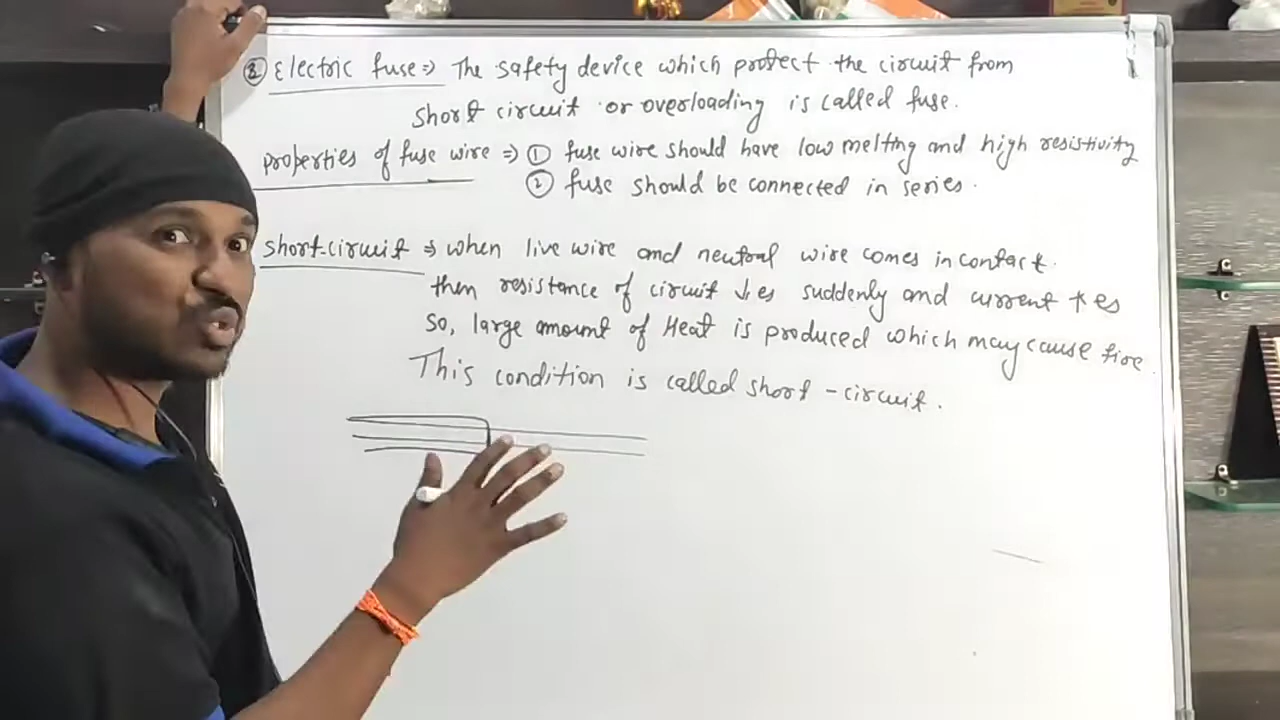 ② Electric fuse ⇒ The safety device which protect the circuit from
short circuit or overloading is called fuse.
properties of fuse wire ⇒ ① fuse wire should have low melting and high resistivity
② fuse should be connected in series.
short-circuit ⇒ when live wire and neutral wire comes in contact.
then resistance of circuit ↓es suddenly and current ↑es
So, large amount of Heat is produced which may cause fire.
This condition is called short-circuit.